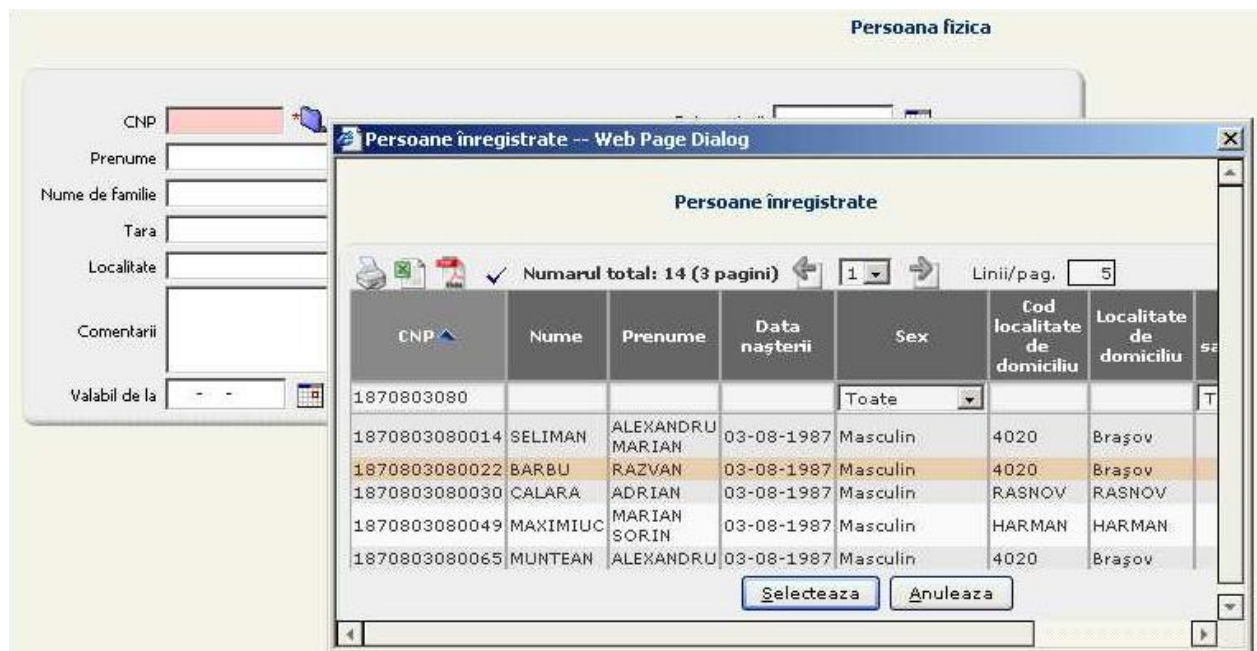 Persoana fizica
CNP
*
Prenume
Nume de familie
Tara
Localitate
Comentarii
Valabil de la - -
Persoane înregistrate -- Web Page Dialog
Persoane înregistrate
Numarul total: 14 (3 pagini) 1 Linii/pag. 5
CNP Nume Prenume Data naşterii Sex Cod localitate de domiciliu Localitate de domiciliu
1870803080 Toate T
1870803080014 SELIMAN ALEXANDRU MARIAN 03-08-1987 Masculin 4020 Braşov
1870803080022 BARBU RAZVAN 03-08-1987 Masculin 4020 Braşov
1870803080030 CALARA ADRIAN 03-08-1987 Masculin RASNOV RASNOV
1870803080049 MAXIMIUC MARIAN SORIN 03-08-1987 Masculin HARMAN HARMAN
1870803080065 MUNTEAN ALEXANDRU 03-08-1987 Masculin 4020 Braşov
Selecteaza Anuleaza